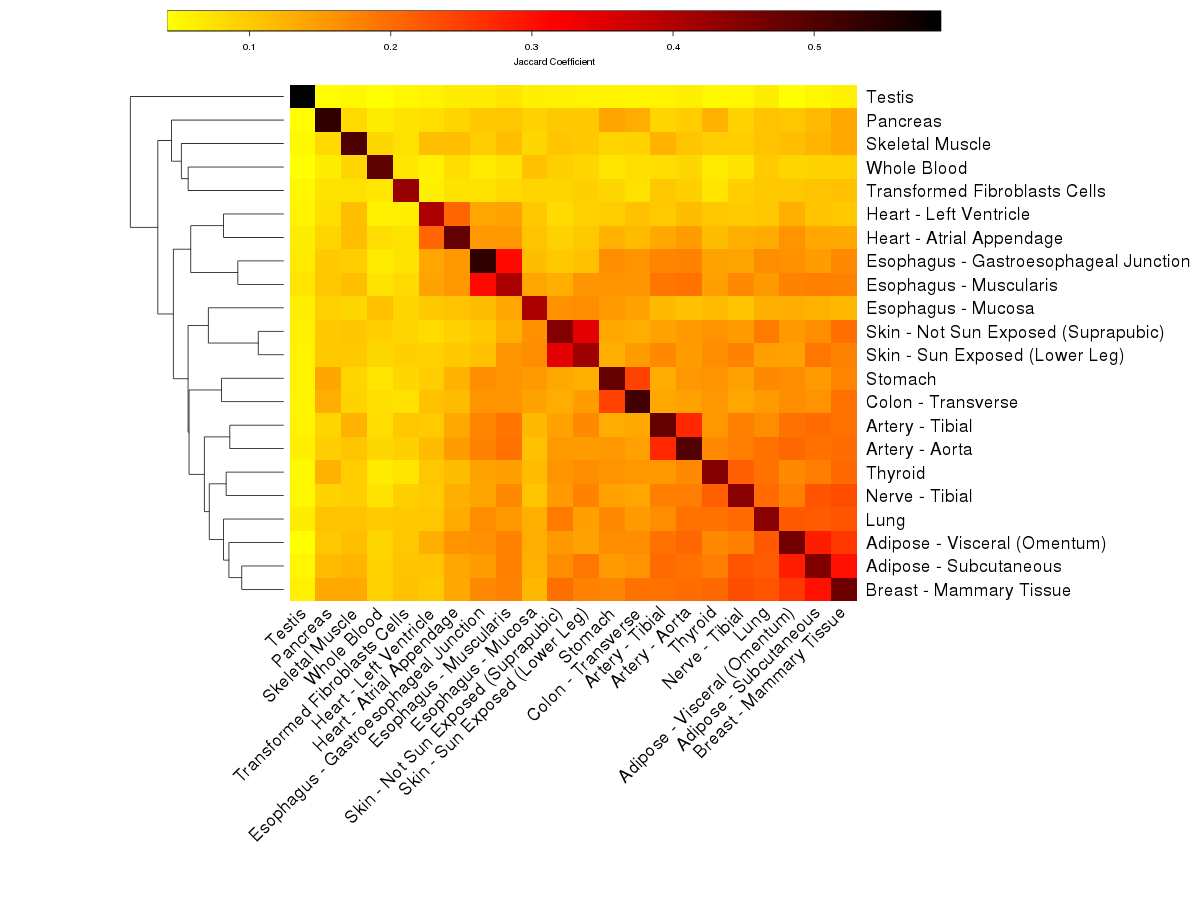 0.1 0.2 0.3 0.4 0.5
Jaccard Coefficient
Testis
Pancreas
Skeletal Muscle
Whole Blood
Transformed Fibroblasts Cells
Heart - Left Ventricle
Heart - Atrial Appendage
Esophagus - Gastroesophageal Junction
Esophagus - Muscularis
Esophagus - Mucosa
Skin - Not Sun Exposed (Suprapubic)
Skin - Sun Exposed (Lower Leg)
Stomach
Colon - Transverse
Artery - Tibial
Artery - Aorta
Thyroid
Nerve - Tibial
Lung
Adipose - Visceral (Omentum)
Adipose - Subcutaneous
Breast - Mammary Tissue
Testis
Pancreas
Skeletal Muscle
Whole Blood
Transformed Fibroblasts Cells
Heart - Left Ventricle
Heart - Atrial Appendage
Esophagus - Gastroesophageal Junction
Esophagus - Muscularis
Esophagus - Mucosa
Skin - Not Sun Exposed (Suprapubic)
Skin - Sun Exposed (Lower Leg)
Stomach
Colon - Transverse
Artery - Tibial
Artery - Aorta
Thyroid
Nerve - Tibial
Lung
Adipose - Visceral (Omentum)
Adipose - Subcutaneous
Breast - Mammary Tissue